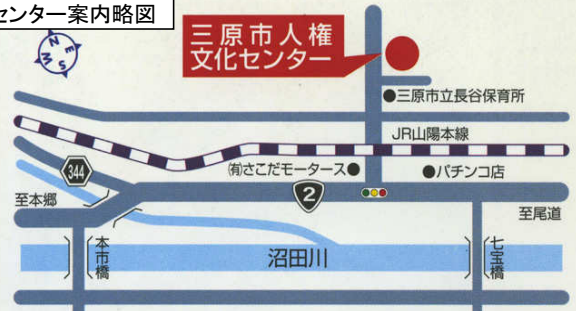 センター案内略図
三原市人権
文化センター
N
E
S
W
三原市立長谷保育所
JR山陽本線
344
(有)さこだモータース
パチンコ店
2
至本郷
至尾道
本市橋
沼田川
七宝橋